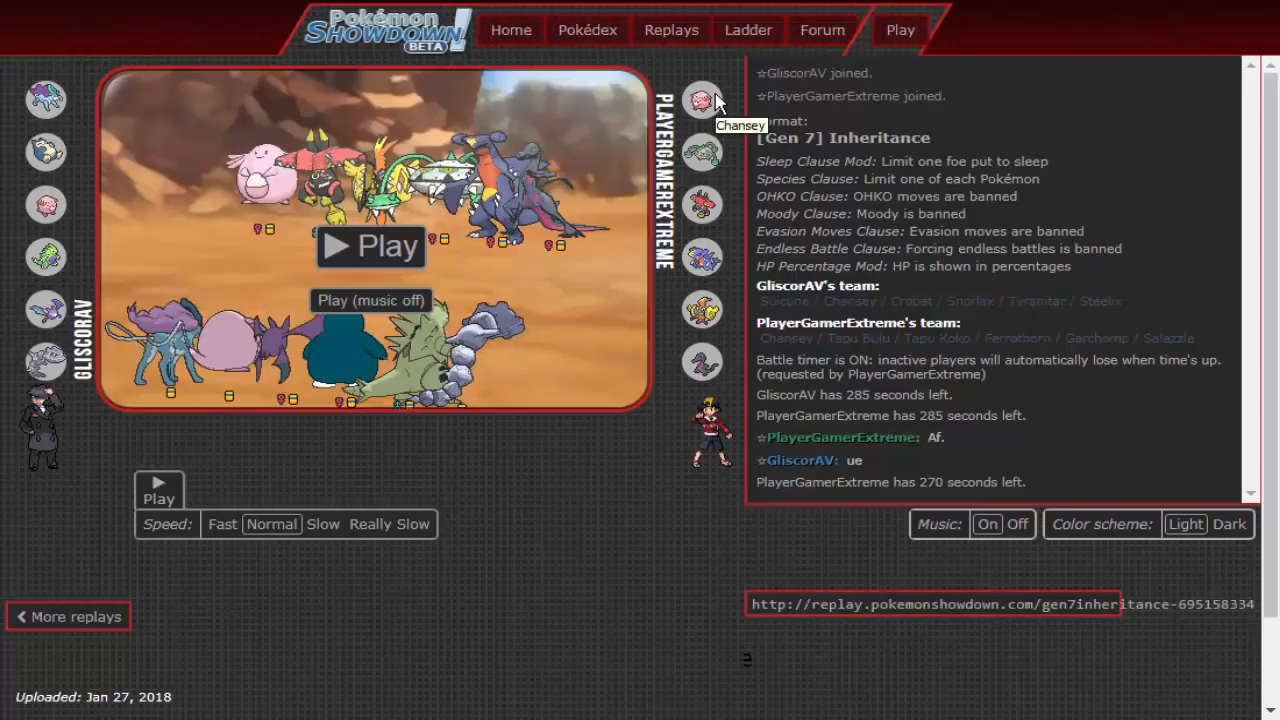 Pokémon
SHOWDOWN!
BETA
Home
Pokédex
Replays
Ladder
Forum
Play
GLISCORAV
PLAYERGAMEREXTREME
Chansey
Play
Play (music off)
☆GliscorAV joined.
☆PlayerGamerExtreme joined.
ormat:
[Gen 7] Inheritance
Sleep Clause Mod: Limit one foe put to sleep
Species Clause: Limit one of each Pokémon
OHKO Clause: OHKO moves are banned
Moody Clause: Moody is banned
Evasion Moves Clause: Evasion moves are banned
Endless Battle Clause: Forcing endless battles is banned
HP Percentage Mod: HP is shown in percentages
GliscorAV's team:
Suicune / Chansey / Crobat / Snorlax / Tyranitar / Steelix
PlayerGamerExtreme's team:
Chansey / Tapu Bulu / Tapu Koko / Ferrothorn / Garchomp / Salazzle
Battle timer is ON: inactive players will automatically lose when time's up.
(requested by PlayerGamerExtreme)
GliscorAV has 285 seconds left.
PlayerGamerExtreme has 285 seconds left.
☆PlayerGamerExtreme: Af.
☆GliscorAV: ue
PlayerGamerExtreme has 270 seconds left.
Play
Speed: Fast Normal Slow Really Slow
Music: On Off
Color scheme: Light Dark
http://replay.pokemonshowdown.com/gen7inheritance-695158334
More replays
Uploaded: Jan 27, 2018